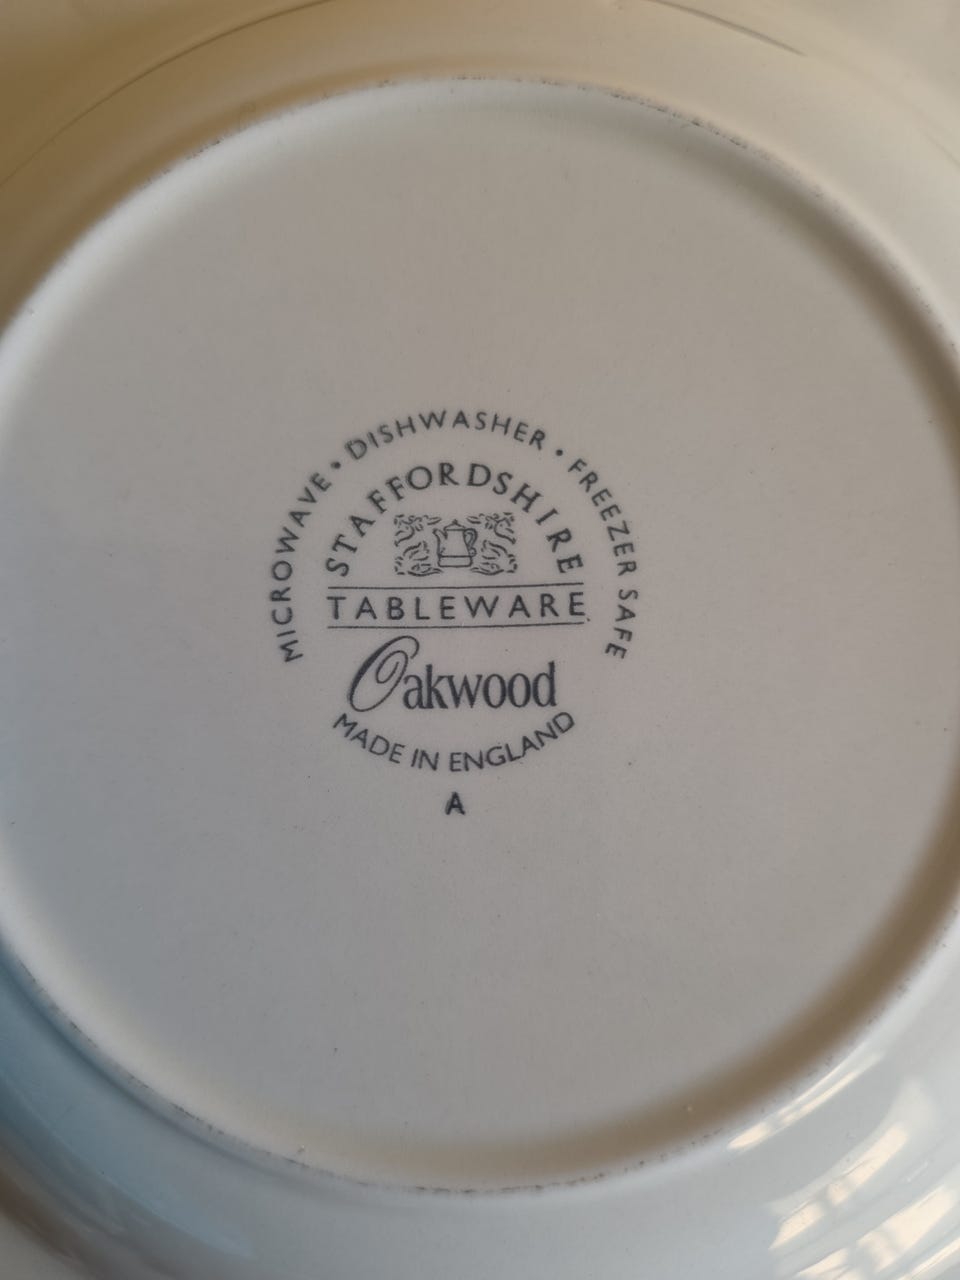 MICROWAVE • DISHWASHER • FREEZER SAFE
STAFFORDSHIRE
TABLEWARE
Oakwood
MADE IN ENGLAND
A